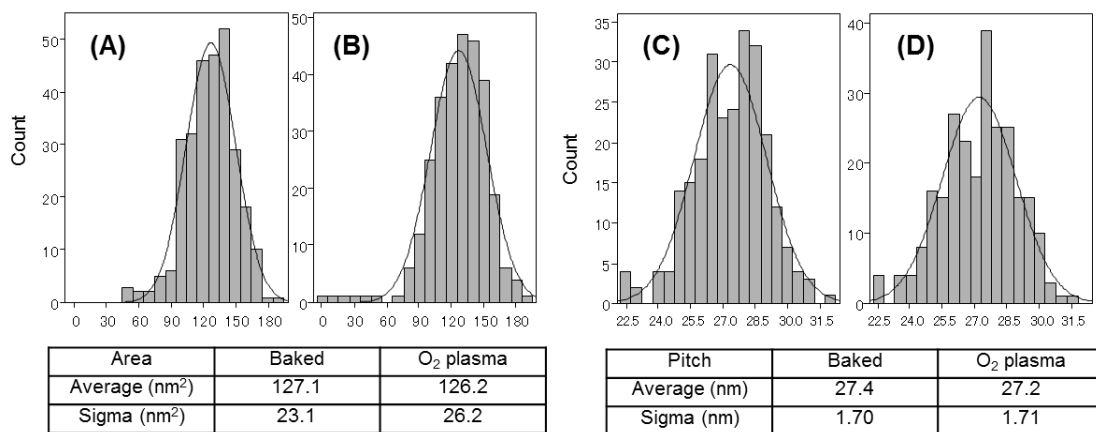 (A)
Count
50
40
30
20
10
0
0 30 60 90 120 150 180
(B)
50
40
30
20
10
0
0 30 60 90 120 150 180
(C)
Count
35
30
25
20
15
10
5
0
22.5 24.0 25.5 27.0 28.5 30.0 31.5
(D)
40
30
20
10
0
22.5 24.0 25.5 27.5 28.5 30.0 31.5
Area Baked O2 plasma
Average (nm²) 127.1 126.2
Sigma (nm²) 23.1 26.2
Pitch Baked O2 plasma
Average (nm) 27.4 27.2
Sigma (nm) 1.70 1.71